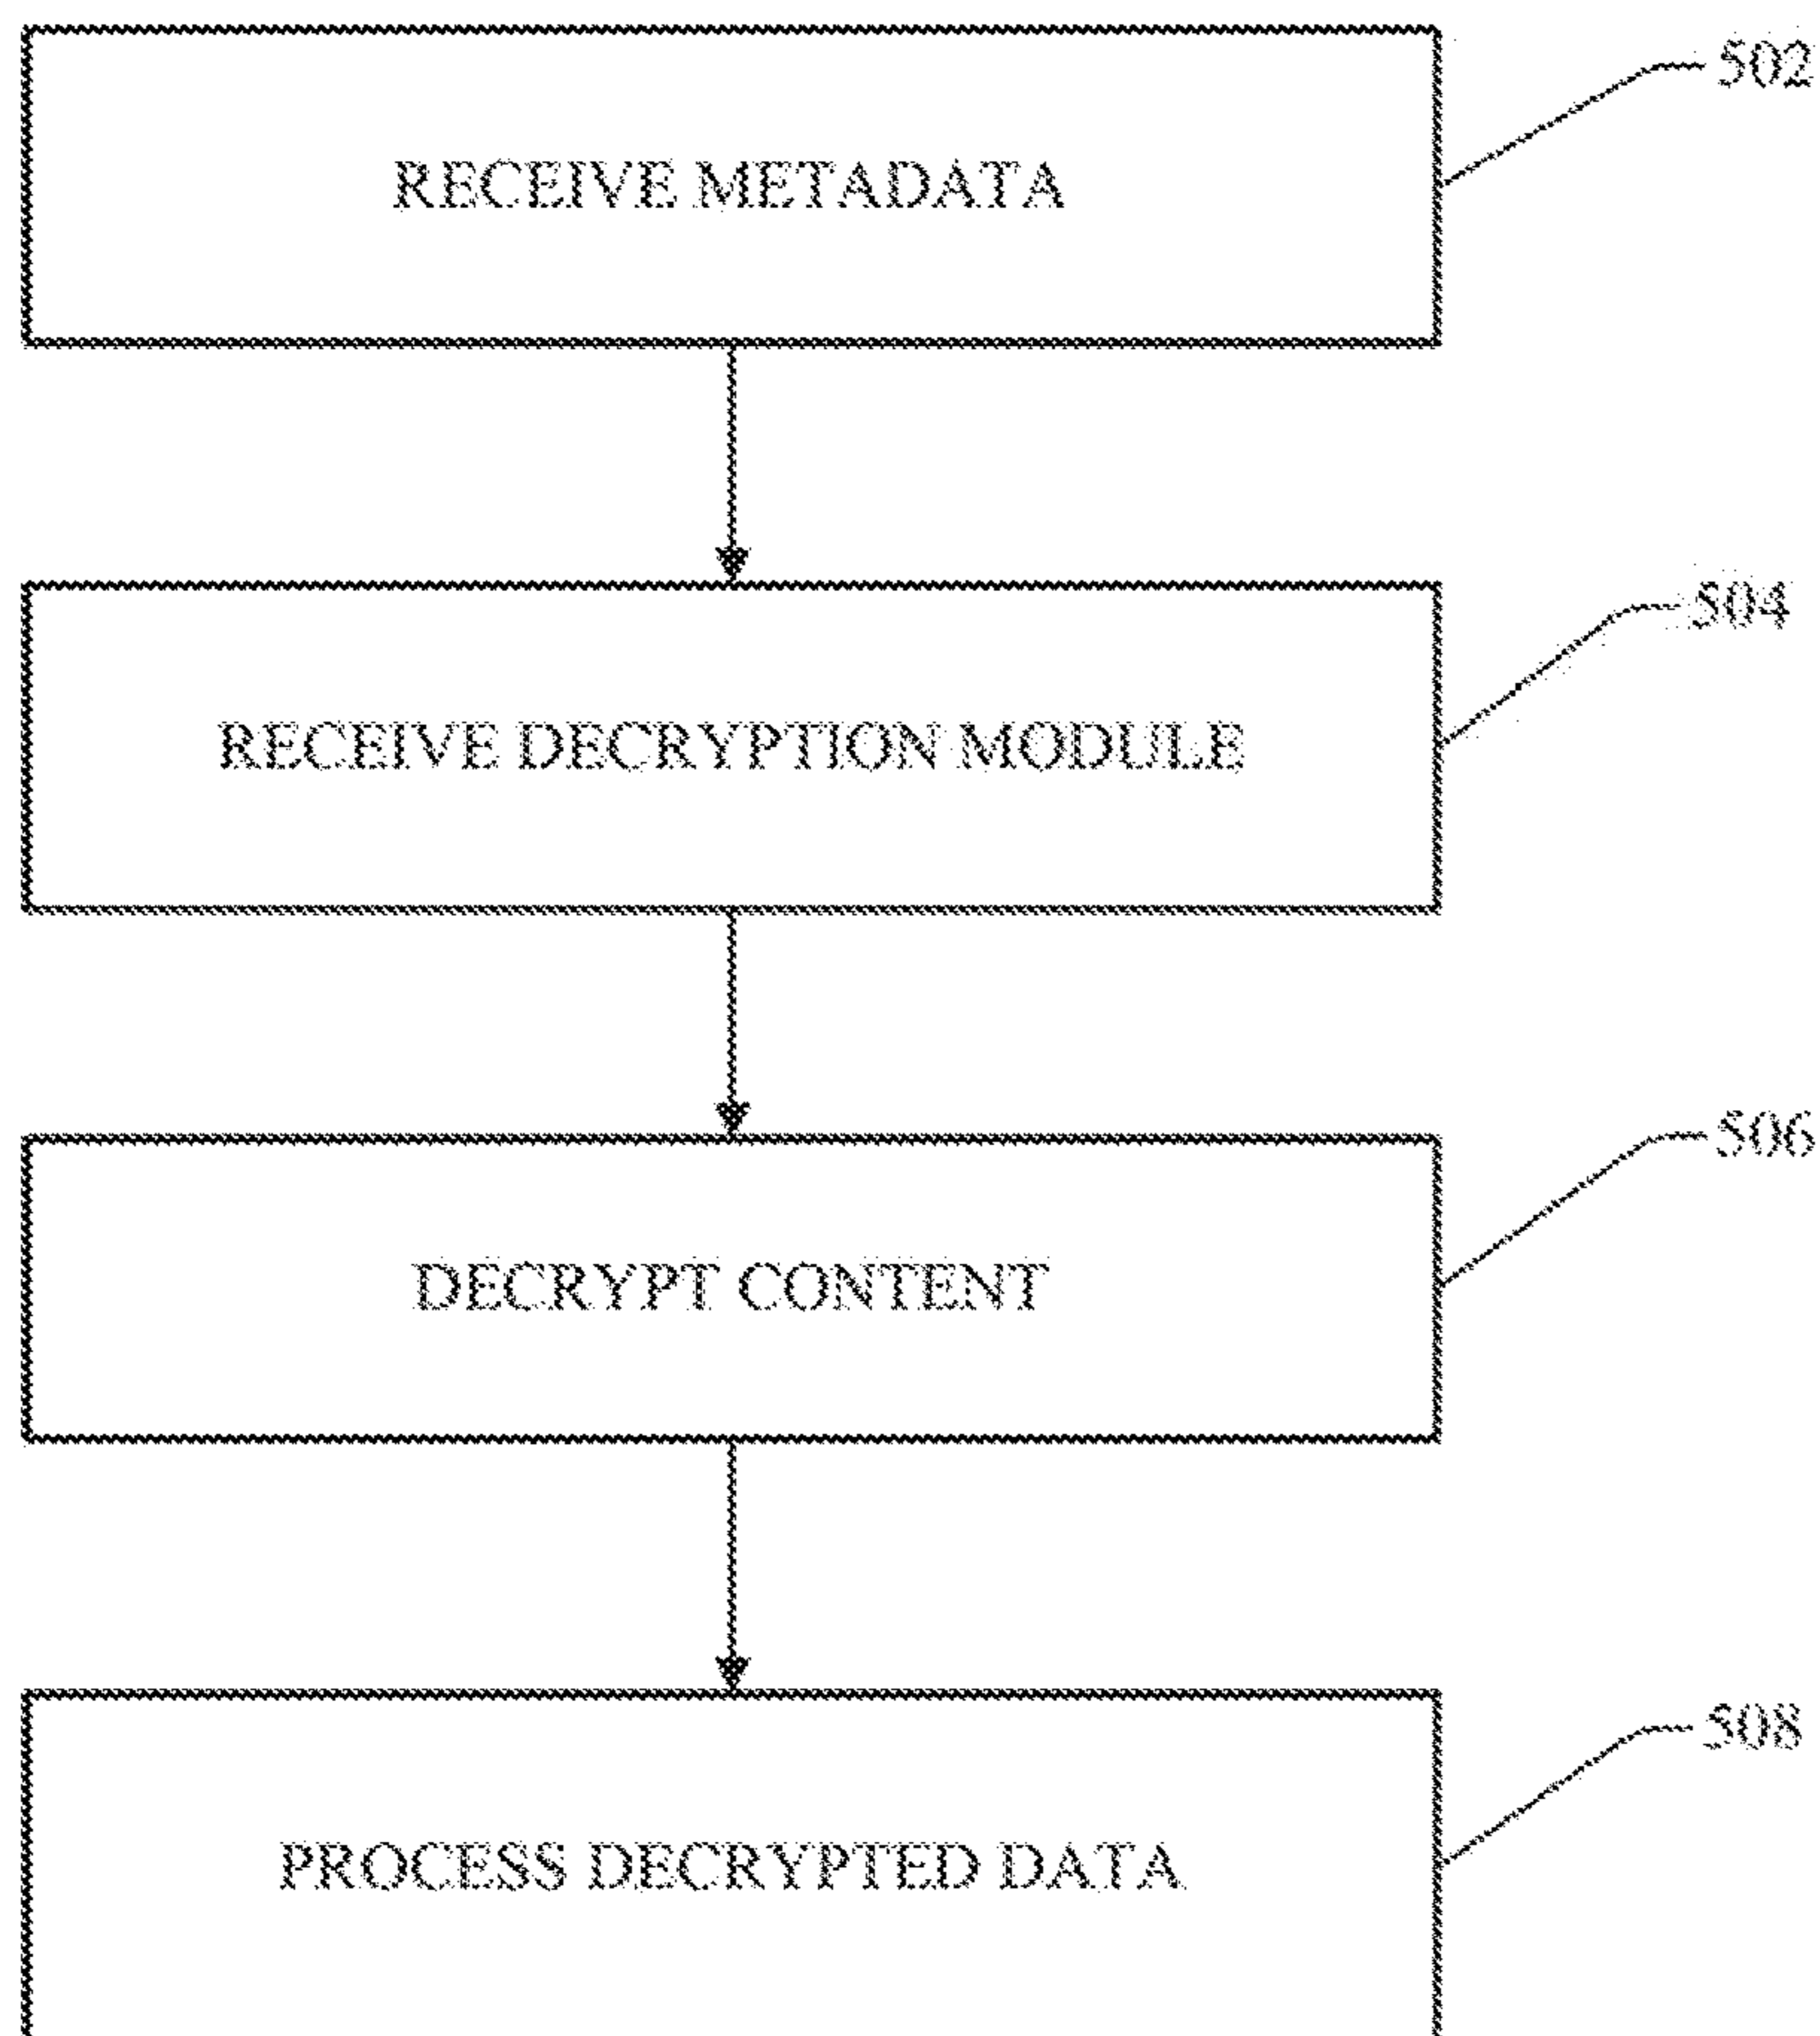 502
RECEIVE METADATA
504
RECEIVE DECRYPTION MODULE
506
DECRYPT CONTENT
508
PROCESS DECRYPTED DATA